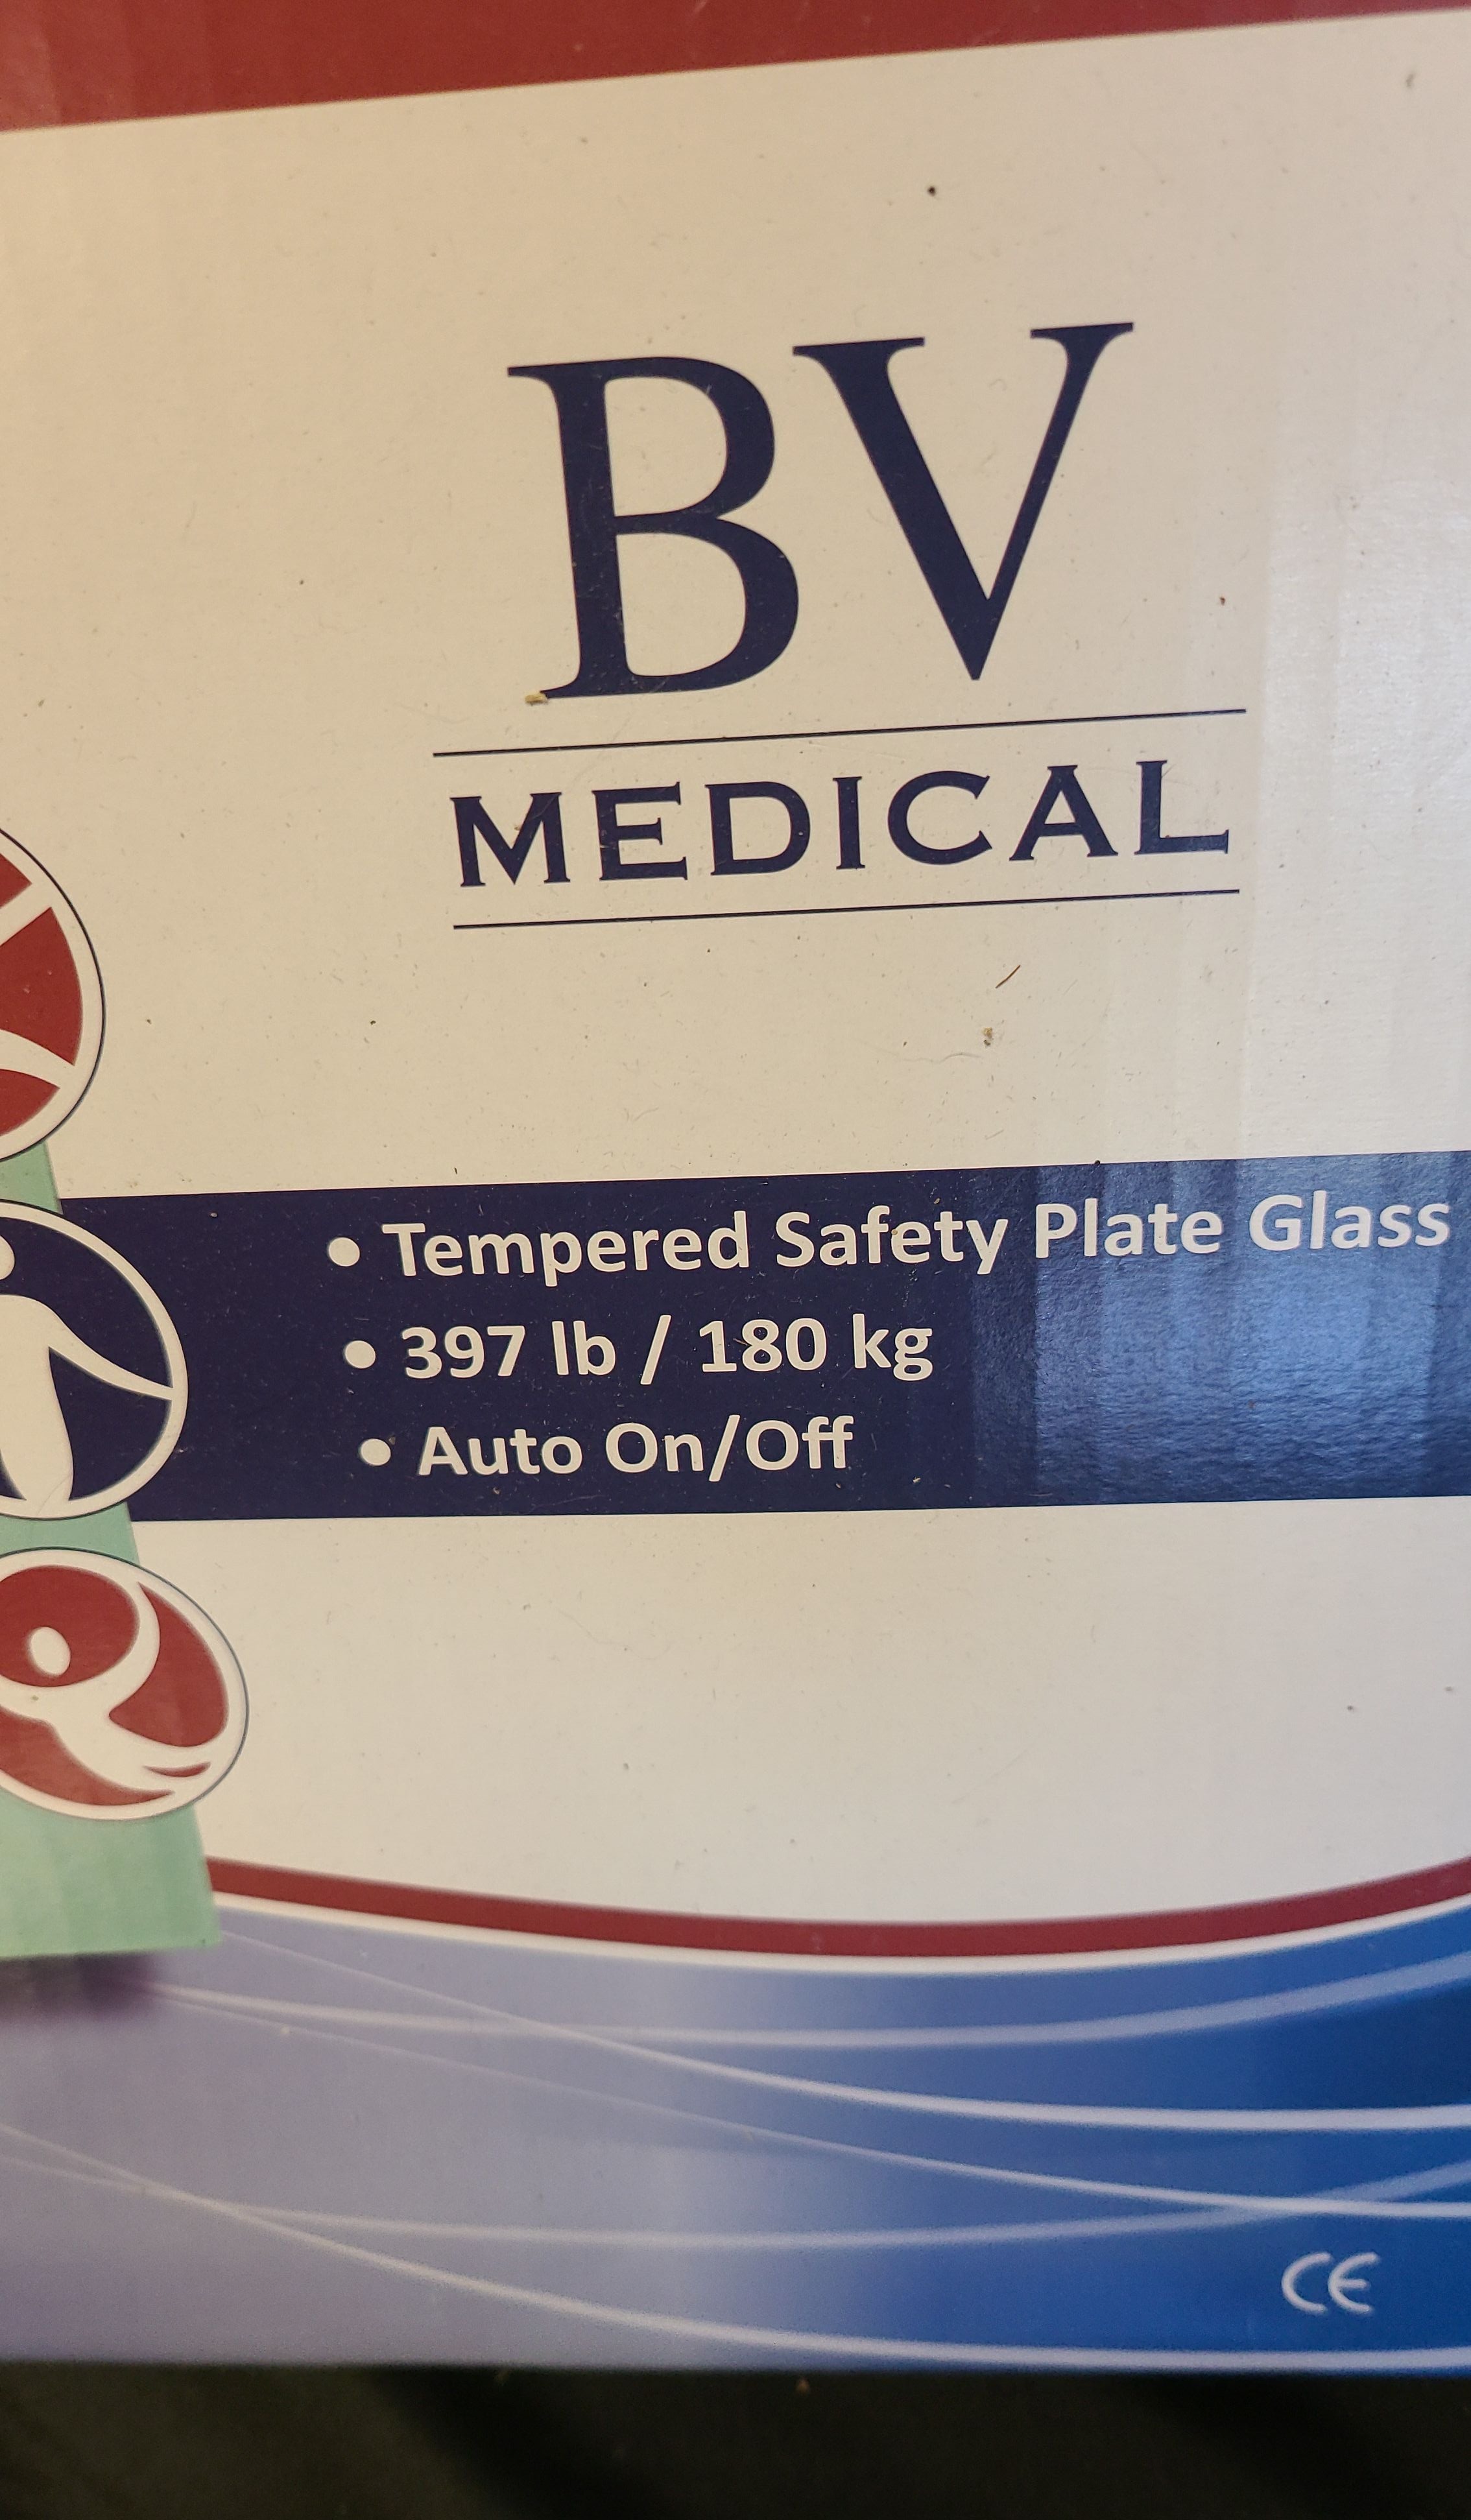 BV
MEDICAL
• Tempered Safety Plate Glass
• 397 lb / 180 kg
• Auto On/Off
CE